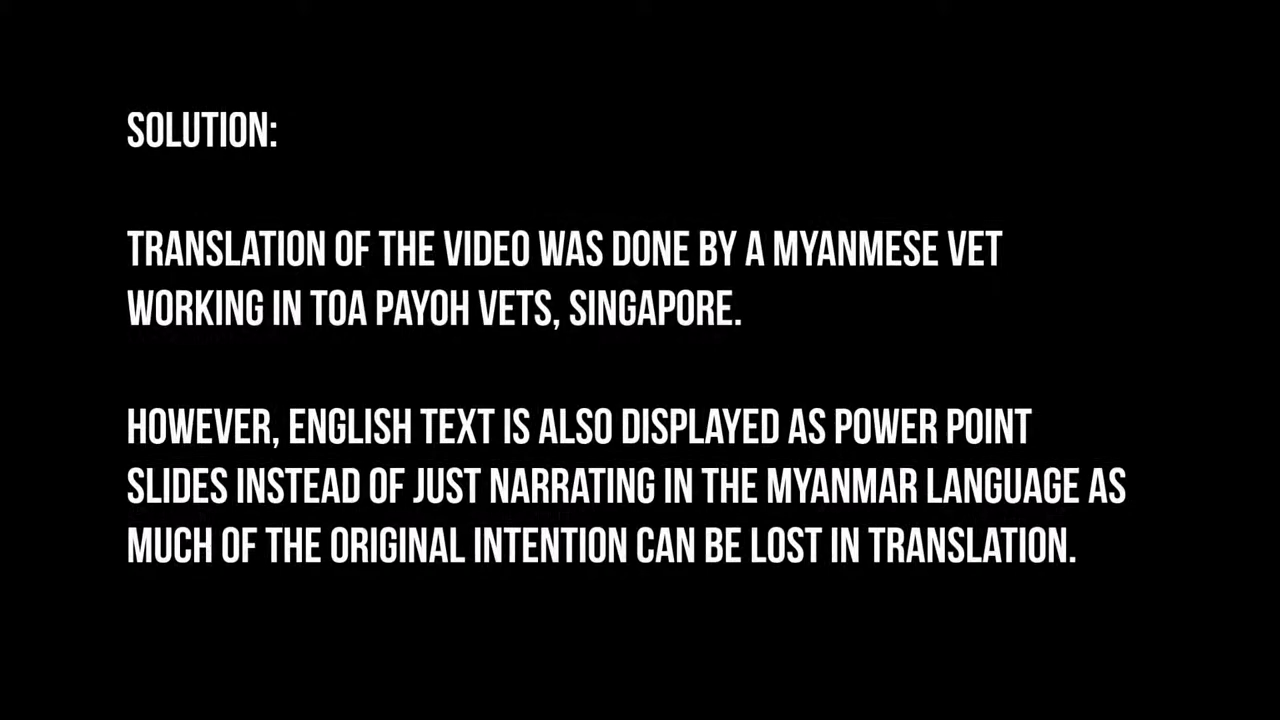 SOLUTION:
TRANSLATION OF THE VIDEO WAS DONE BY A MYANMESE VET
WORKING IN TOA PAYOH VETS, SINGAPORE.
HOWEVER, ENGLISH TEXT IS ALSO DISPLAYED AS POWER POINT
SLIDES INSTEAD OF JUST NARRATING IN THE MYANMAR LANGUAGE AS
MUCH OF THE ORIGINAL INTENTION CAN BE LOST IN TRANSLATION.